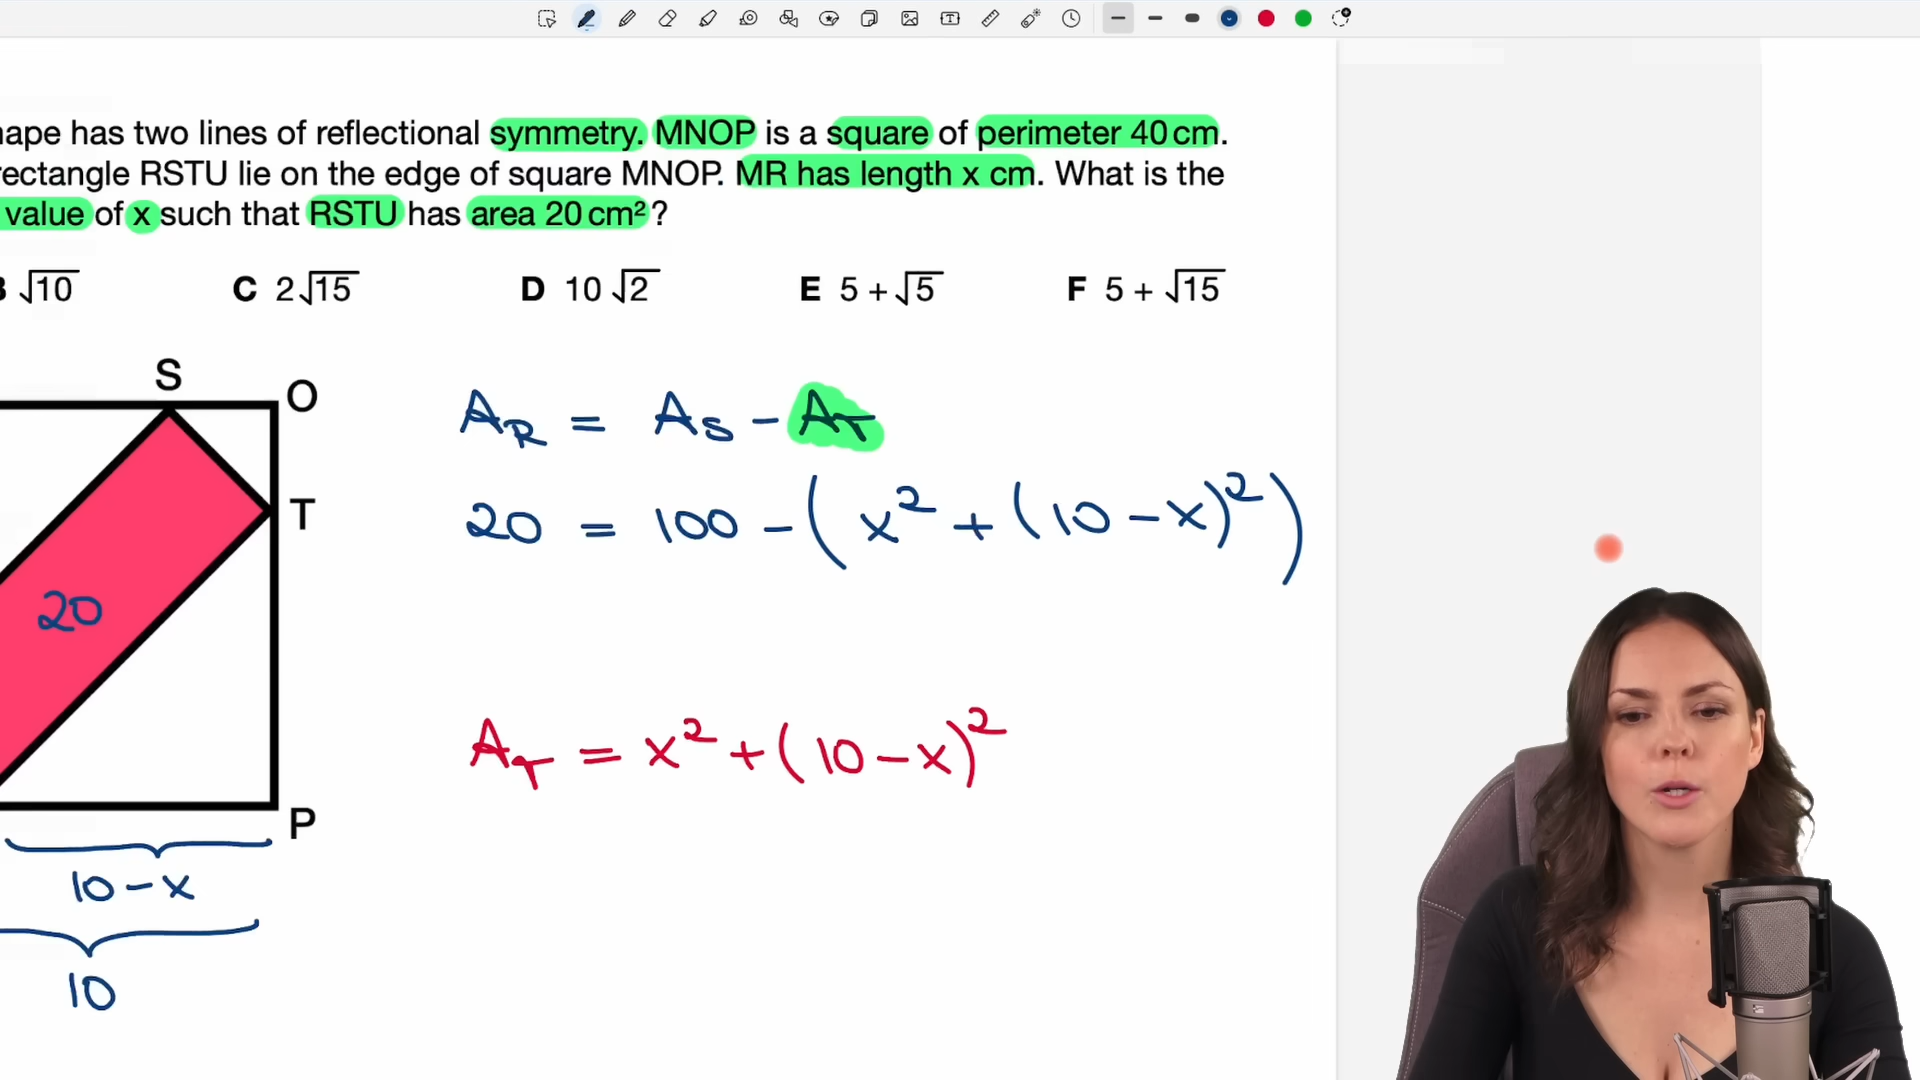 hape has two lines of reflectional symmetry. MNOP is a square of perimeter 40 cm.
rectangle RSTU lie on the edge of square MNOP. MR has length x cm. What is the
value of x such that RSTU has area 20 cm²?
B √10 C 2√15 D 10√2 E 5 + √5 F 5 + √15
S
O
A_R = A_S − A_T
T
20 = 100 − (x² + (10 − x)²)
20
A_T = x² + (10 − x)²
P
10 − x
10